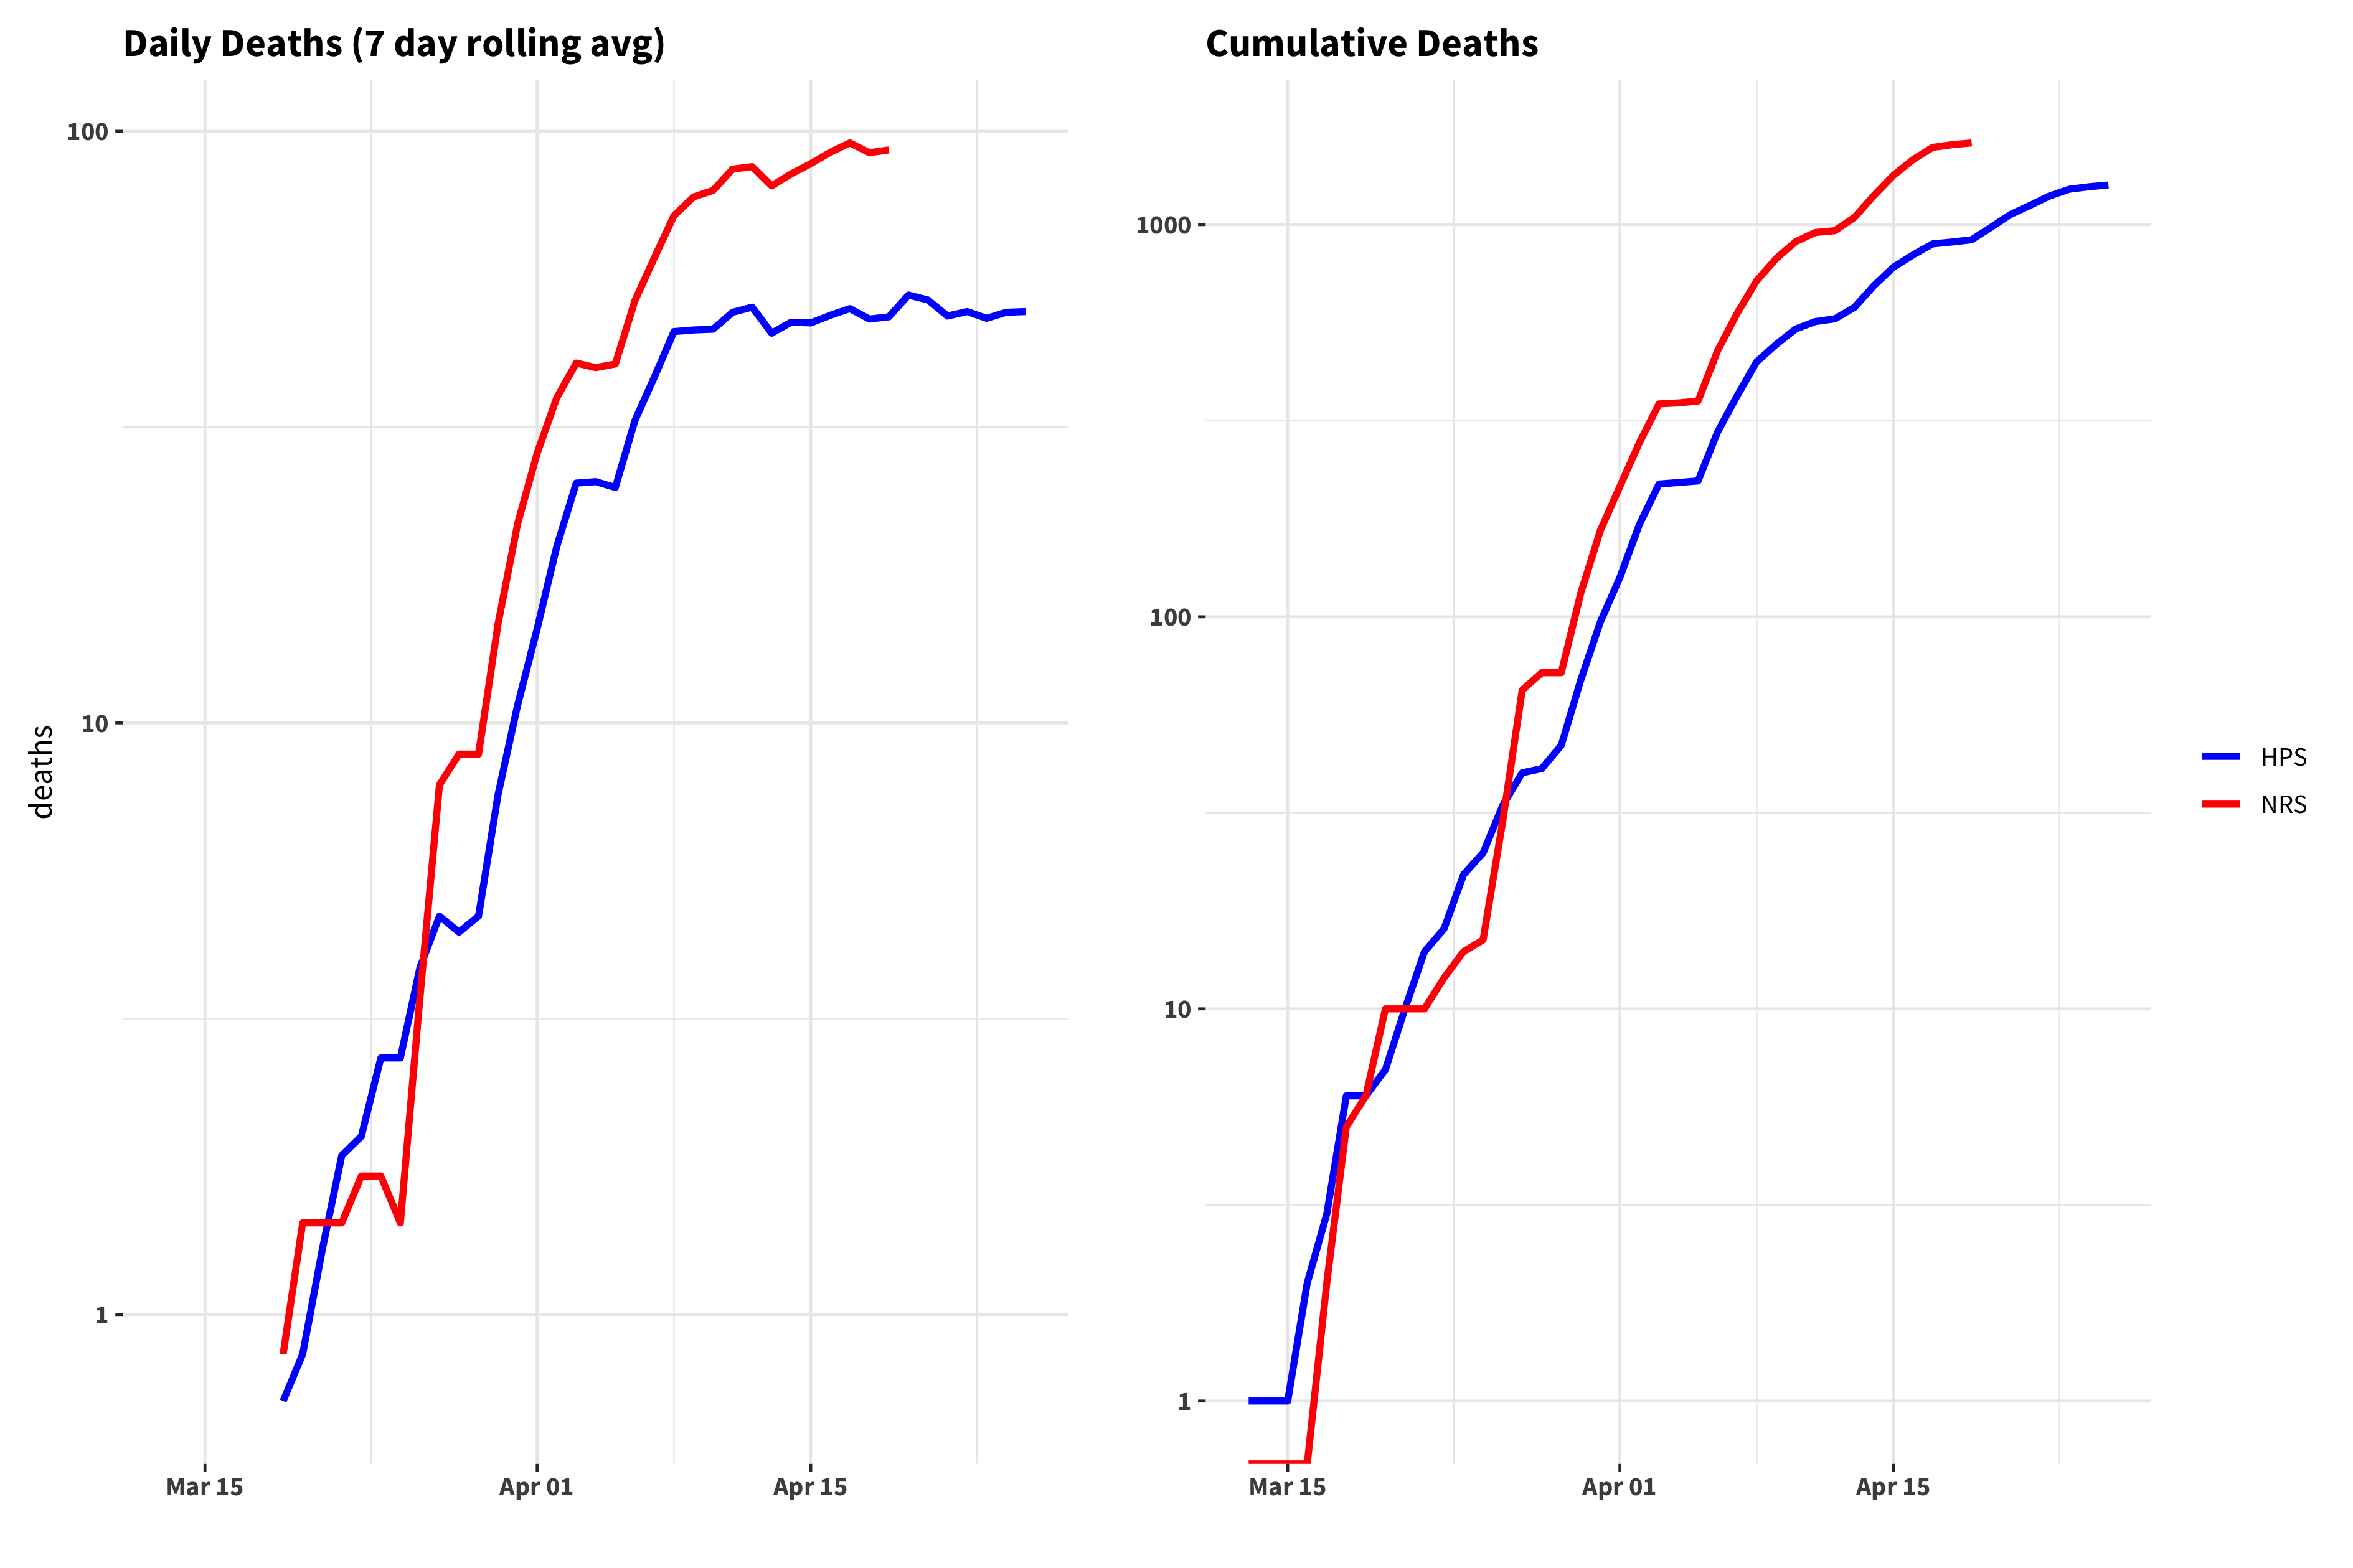 Daily Deaths (7 day rolling avg)
deaths
100
10
1
Mar 15
Apr 01
Apr 15
Cumulative Deaths
1000
100
10
1
Mar 15
Apr 01
Apr 15
HPS
NRS